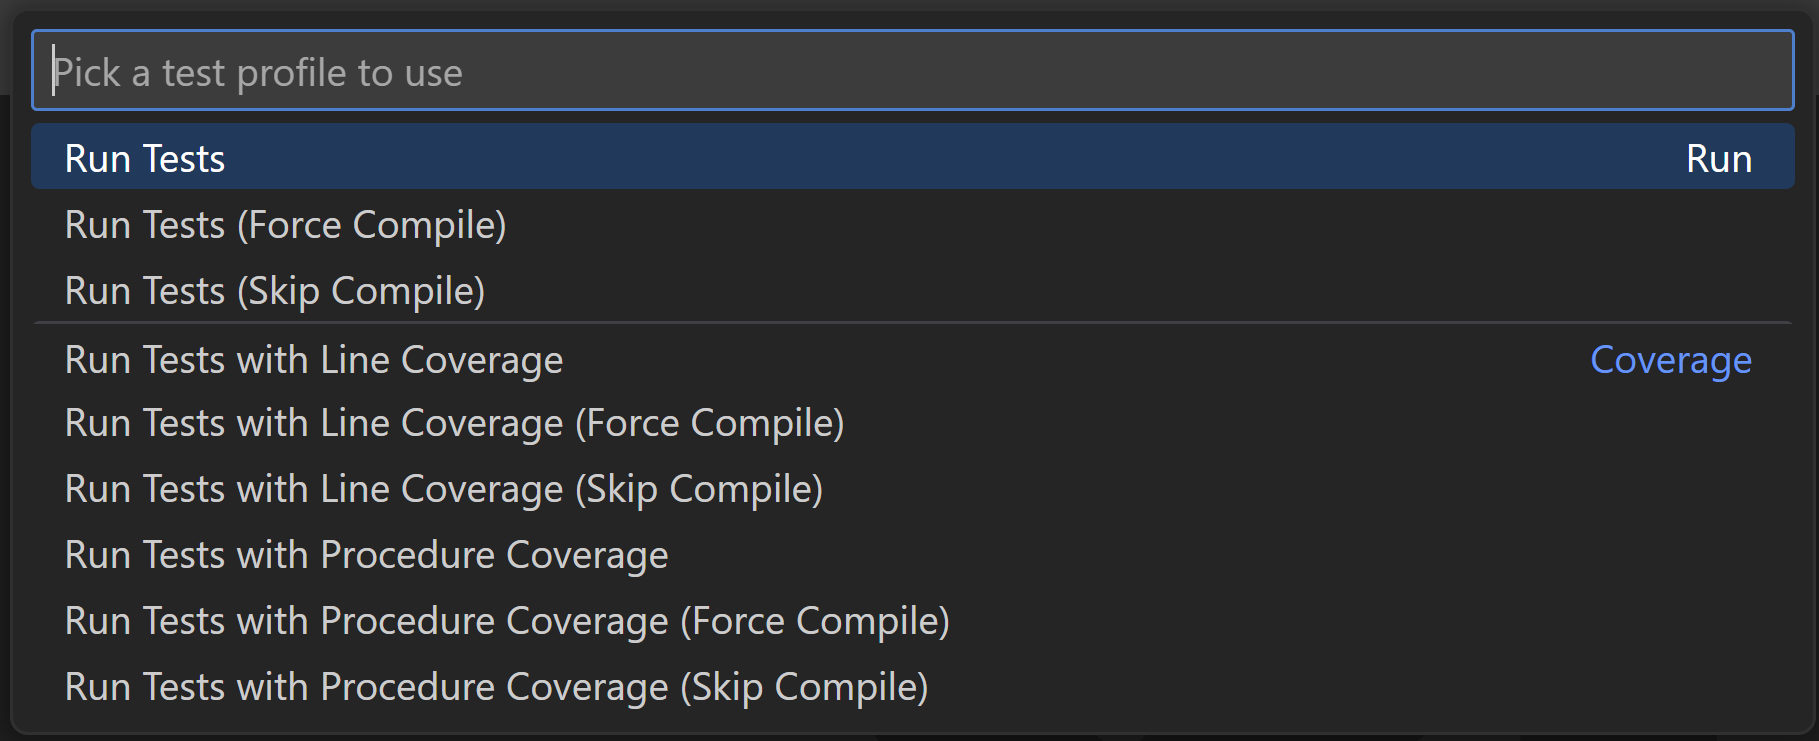 Pick a test profile to use
Run Tests Run
Run Tests (Force Compile)
Run Tests (Skip Compile)
Run Tests with Line Coverage Coverage
Run Tests with Line Coverage (Force Compile)
Run Tests with Line Coverage (Skip Compile)
Run Tests with Procedure Coverage
Run Tests with Procedure Coverage (Force Compile)
Run Tests with Procedure Coverage (Skip Compile)